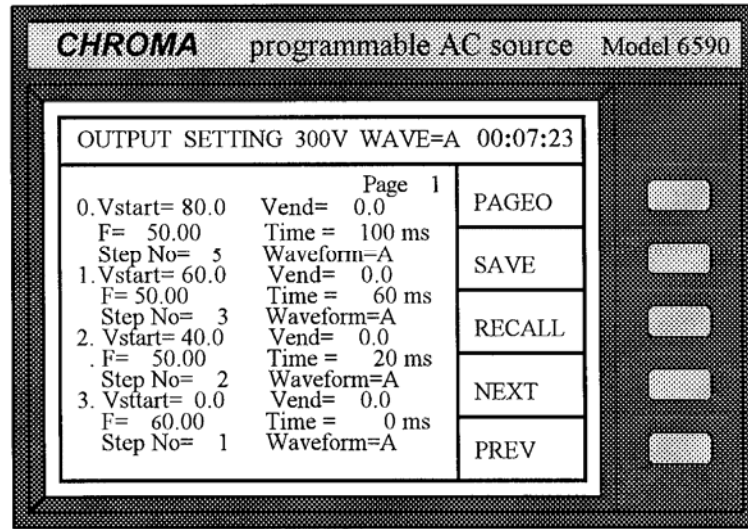 CHROMA programmable AC source Model 6590
OUTPUT SETTING 300V WAVE=A 00:07:23
Page 1
0.Vstart= 80.0 Vend= 0.0
F= 50.00 Time = 100 ms
Step No= 5 Waveform=A
1.Vstart= 60.0 Vend= 0.0
F= 50.00 Time = 60 ms
Step No= 3 Waveform=A
2. Vstart= 40.0 Vend= 0.0
. F= 50.00 Time = 20 ms
Step No= 2 Waveform=A
3. Vsttart= 0.0 Vend= 0.0
F= 60.00 Time = 0 ms
Step No= 1 Waveform=A
PAGEO
SAVE
RECALL
NEXT
PREV